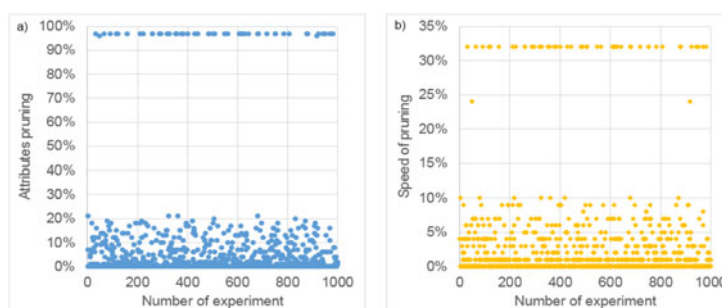 a)
Attributes pruning
100%
90%
80%
70%
60%
50%
40%
30%
20%
10%
0%
0 200 400 600 800 1000
Number of experiment
b)
Speed of pruning
35%
30%
25%
20%
15%
10%
5%
0%
0 200 400 600 800 1000
Number of experiment